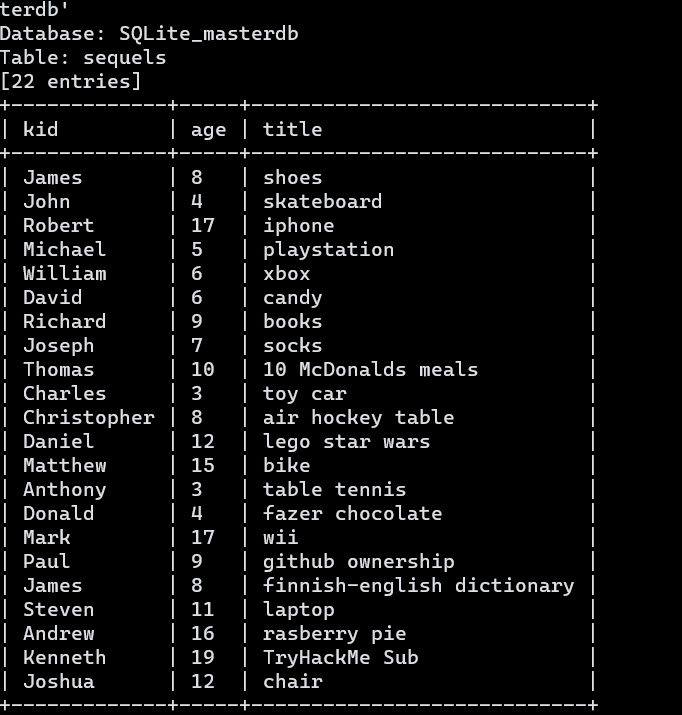 terdb'
Database: SQLite_masterdb
Table: sequels
[22 entries]
+-------------+-----+----------------------------+
| kid         | age | title                      |
+-------------+-----+----------------------------+
| James       | 8   | shoes                      |
| John        | 4   | skateboard                 |
| Robert      | 17  | iphone                     |
| Michael     | 5   | playstation                |
| William     | 6   | xbox                       |
| David       | 6   | candy                      |
| Richard     | 9   | books                      |
| Joseph      | 7   | socks                      |
| Thomas      | 10  | 10 McDonalds meals         |
| Charles     | 3   | toy car                    |
| Christopher | 8   | air hockey table           |
| Daniel      | 12  | lego star wars             |
| Matthew     | 15  | bike                       |
| Anthony     | 3   | table tennis               |
| Donald      | 4   | fazer chocolate            |
| Mark        | 17  | wii                        |
| Paul        | 9   | github ownership           |
| James       | 8   | finnish-english dictionary |
| Steven      | 11  | laptop                     |
| Andrew      | 16  | rasberry pie               |
| Kenneth     | 19  | TryHackMe Sub              |
| Joshua      | 12  | chair                      |
+-------------+-----+----------------------------+